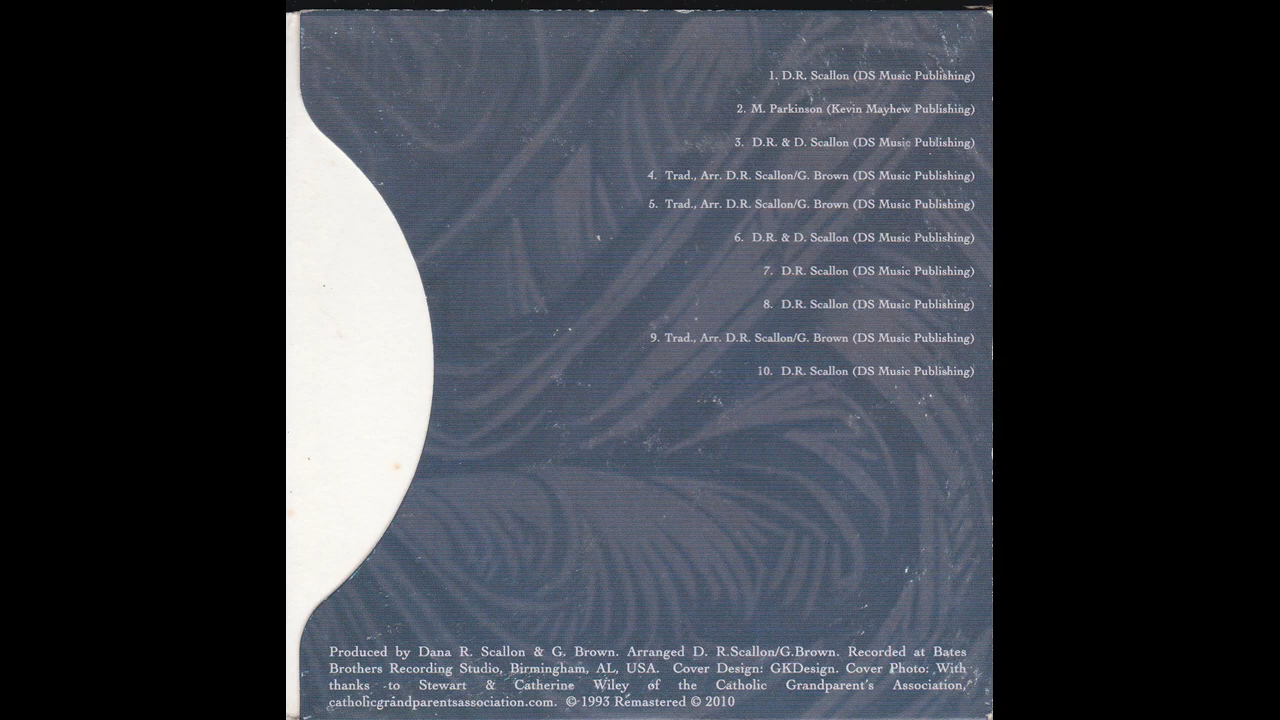 1. D.R. Scallon (DS Music Publishing)
2. M. Parkinson (Kevin Mayhew Publishing)
3. D.R. & D. Scallon (DS Music Publishing)
4. Trad., Arr. D.R. Scallon/G. Brown (DS Music Publishing)
5. Trad., Arr. D.R. Scallon/G. Brown (DS Music Publishing)
6. D.R. & D. Scallon (DS Music Publishing)
7. D.R. Scallon (DS Music Publishing)
8. D.R. Scallon (DS Music Publishing)
9. Trad., Arr. D.R. Scallon/G. Brown (DS Music Publishing)
10. D.R. Scallon (DS Music Publishing)
Produced by Dana R. Scallon & G. Brown. Arranged D. R.Scallon/G.Brown. Recorded at Bates
Brothers Recording Studio, Birmingham, AL, USA. Cover Design: GKDesign. Cover Photo: With
thanks to Stewart & Catherine Wiley of the Catholic Grandparent's Association,
catholicgrandparentsassociation.com. © 1993 Remastered © 2010